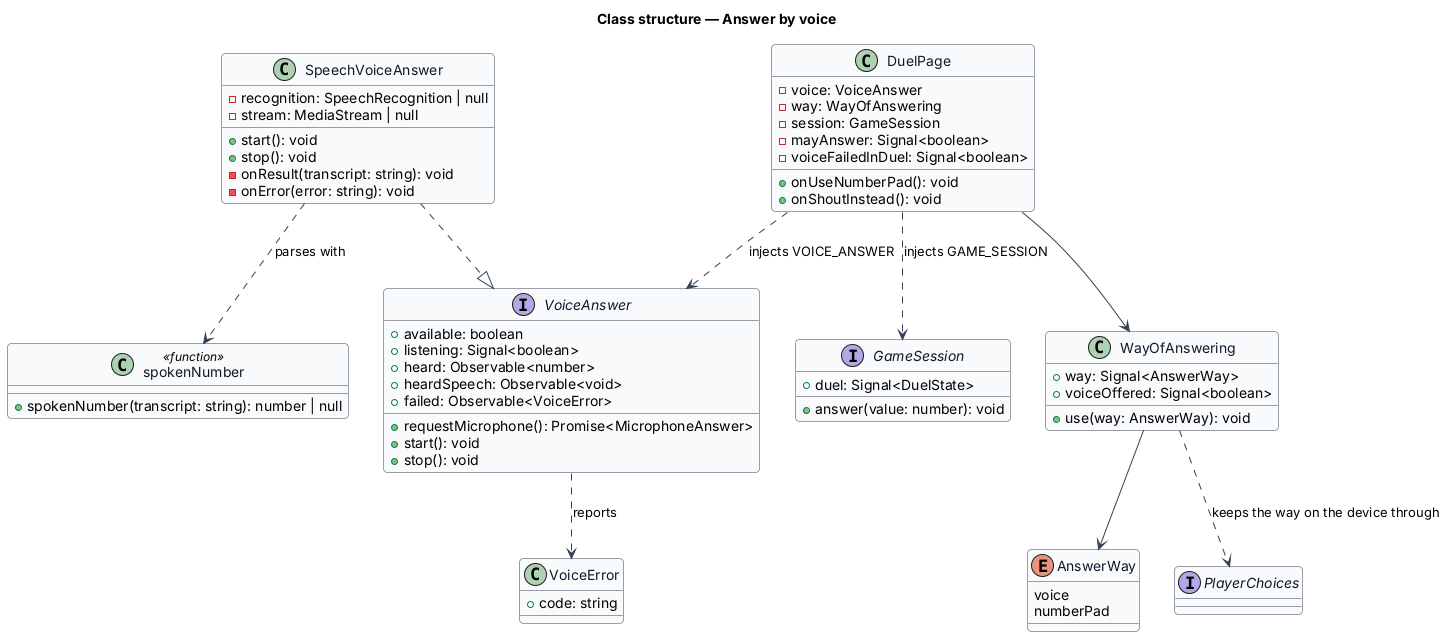 Class structure — Answer by voice
C SpeechVoiceAnswer
recognition: SpeechRecognition | null
stream: MediaStream | null
start(): void
stop(): void
onResult(transcript: string): void
onError(error: string): void
C DuelPage
voice: VoiceAnswer
way: WayOfAnswering
session: GameSession
mayAnswer: Signal<boolean>
voiceFailedInDuel: Signal<boolean>
onUseNumberPad(): void
onShoutInstead(): void
parses with
injects VOICE_ANSWER
injects GAME_SESSION
C «function»
spokenNumber
spokenNumber(transcript: string): number | null
I VoiceAnswer
available: boolean
listening: Signal<boolean>
heard: Observable<number>
heardSpeech: Observable<void>
failed: Observable<VoiceError>
requestMicrophone(): Promise<MicrophoneAnswer>
start(): void
stop(): void
I GameSession
duel: Signal<DuelState>
answer(value: number): void
C WayOfAnswering
way: Signal<AnswerWay>
voiceOffered: Signal<boolean>
use(way: AnswerWay): void
reports
keeps the way on the device through
C VoiceError
code: string
E AnswerWay
voice
numberPad
I PlayerChoices